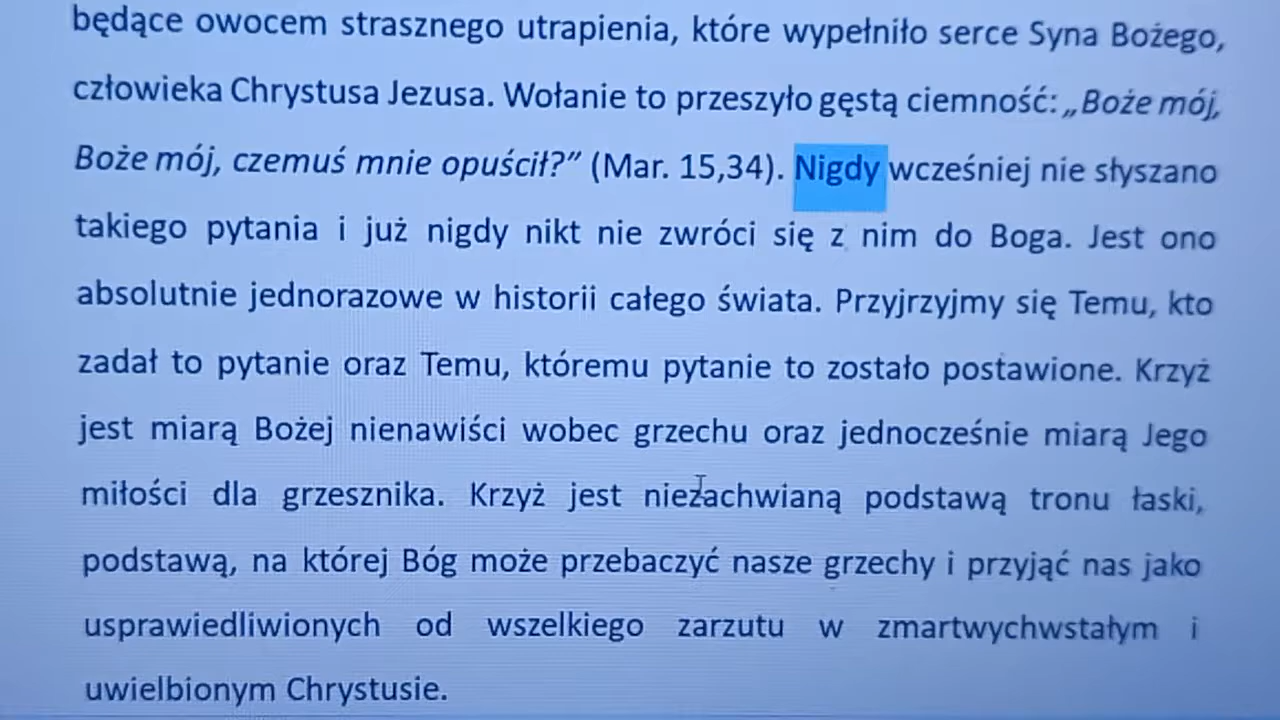 będące owocem strasznego utrapienia, które wypełniło serce Syna Bożego,
człowieka Chrystusa Jezusa. Wołanie to przeszyło gęstą ciemność: „Boże mój,
Boże mój, czemuś mnie opuścił?” (Mar. 15,34). Nigdy wcześniej nie słyszano
takiego pytania i już nigdy nikt nie zwróci się z nim do Boga. Jest ono
absolutnie jednorazowe w historii całego świata. Przyjrzyjmy się Temu, kto
zadał to pytanie oraz Temu, któremu pytanie to zostało postawione. Krzyż
jest miarą Bożej nienawiści wobec grzechu oraz jednocześnie miarą Jego
miłości dla grzesznika. Krzyż jest niezachwianą podstawą tronu łaski,
podstawą, na której Bóg może przebaczyć nasze grzechy i przyjąć nas jako
usprawiedliwionych od wszelkiego zarzutu w zmartwychwstałym i
uwielbionym Chrystusie.